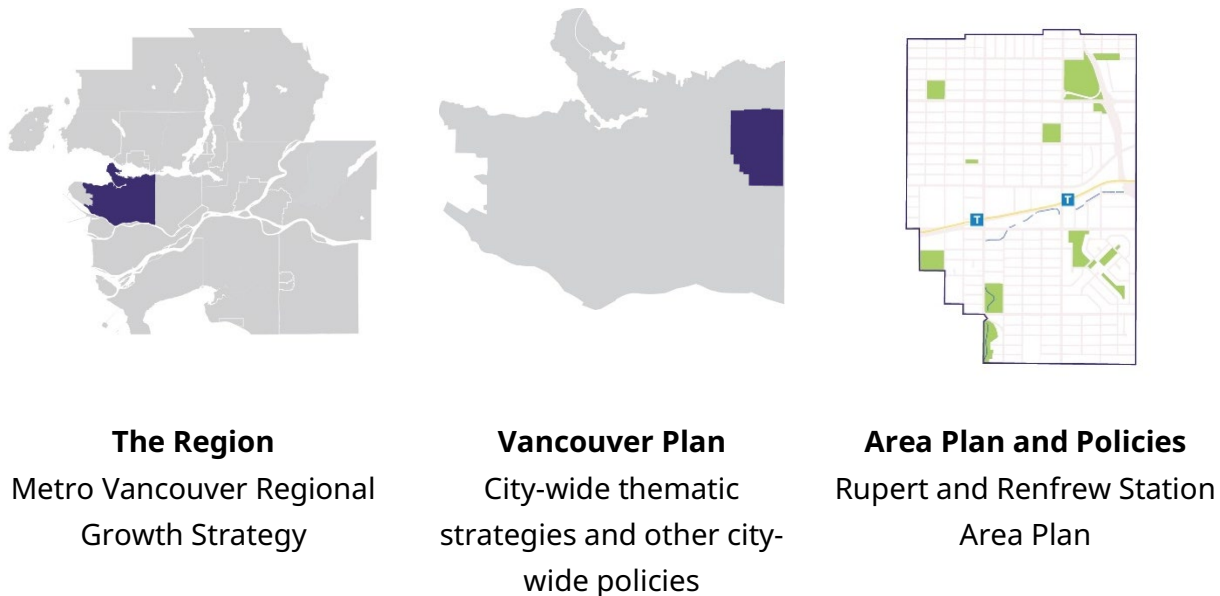 T
T
The Region
Metro Vancouver Regional
Growth Strategy
Vancouver Plan
City-wide thematic
strategies and other city-
wide policies
Area Plan and Policies
Rupert and Renfrew Station
Area Plan